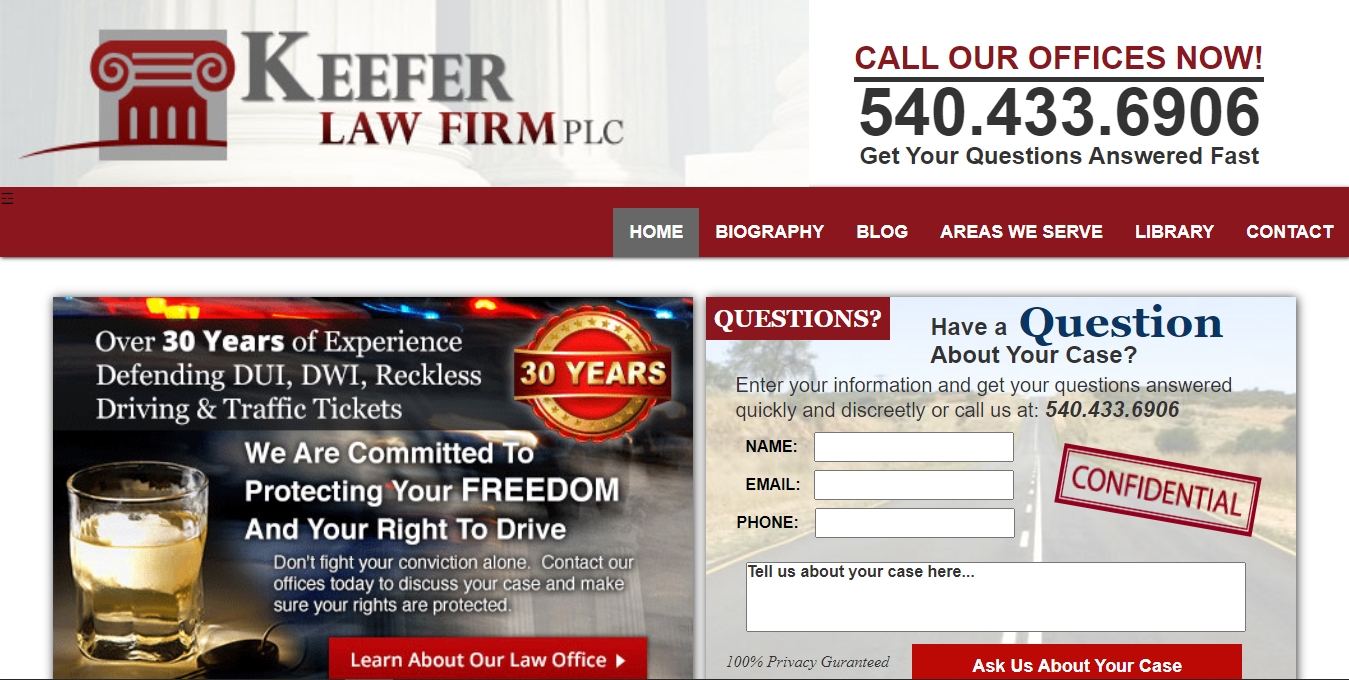 KEEFER
LAW FIRM PLC
CALL OUR OFFICES NOW!
540.433.6906
Get Your Questions Answered Fast
HOME BIOGRAPHY BLOG AREAS WE SERVE LIBRARY CONTACT
Over 30 Years of Experience
Defending DUI, DWI, Reckless
Driving & Traffic Tickets
30 YEARS
We Are Committed To
Protecting Your FREEDOM
And Your Right To Drive
Don't fight your conviction alone. Contact our
offices today to discuss your case and make
sure your rights are protected.
Learn About Our Law Office
QUESTIONS?
Have a Question
About Your Case?
Enter your information and get your questions answered
quickly and discreetly or call us at: 540.433.6906
NAME:
EMAIL:
PHONE:
CONFIDENTIAL
Tell us about your case here...
100% Privacy Guranteed
Ask Us About Your Case